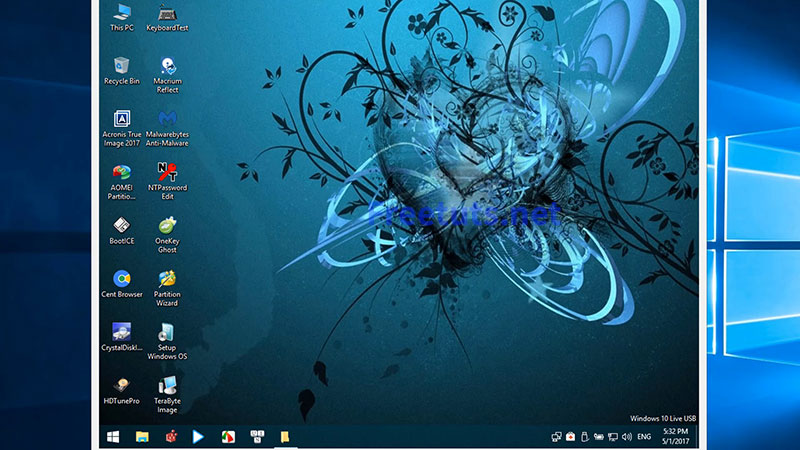 This PC
KeyboardTest
Recycle Bin
Macrium
Reflect
Acronis True
Image 2017
Malwarebytes
Anti-Malware
AOMEI
Partitio...
NTPassword
Edit
BootICE
OneKey
Ghost
Cent Browser
Partition
Wizard
CrystalDiskI...
Setup
Windows OS
HDTunePro
TeraByte
Image
freetuts.net
Windows 10 Live USB
ENG
5:32 PM
5/1/2017